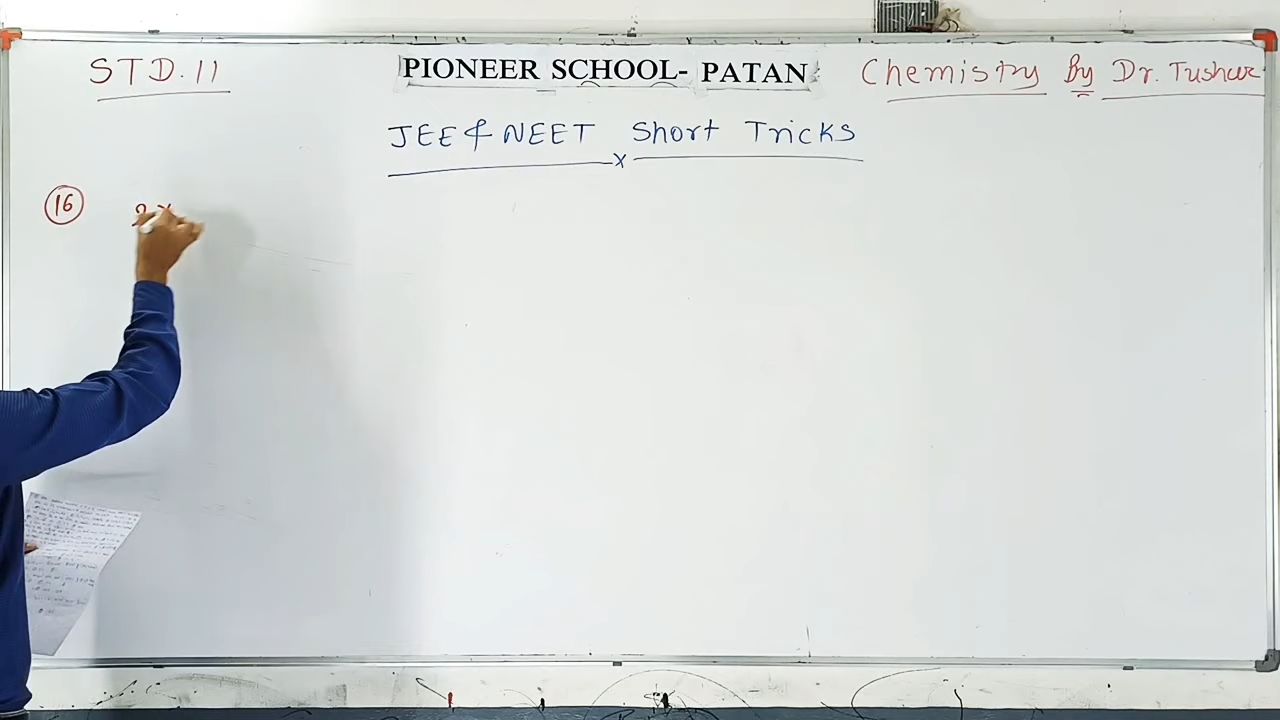 STD.11
PIONEER SCHOOL- PATAN
Chemistry By Dr. Tushar
JEE & NEET Short Tricks
x
16